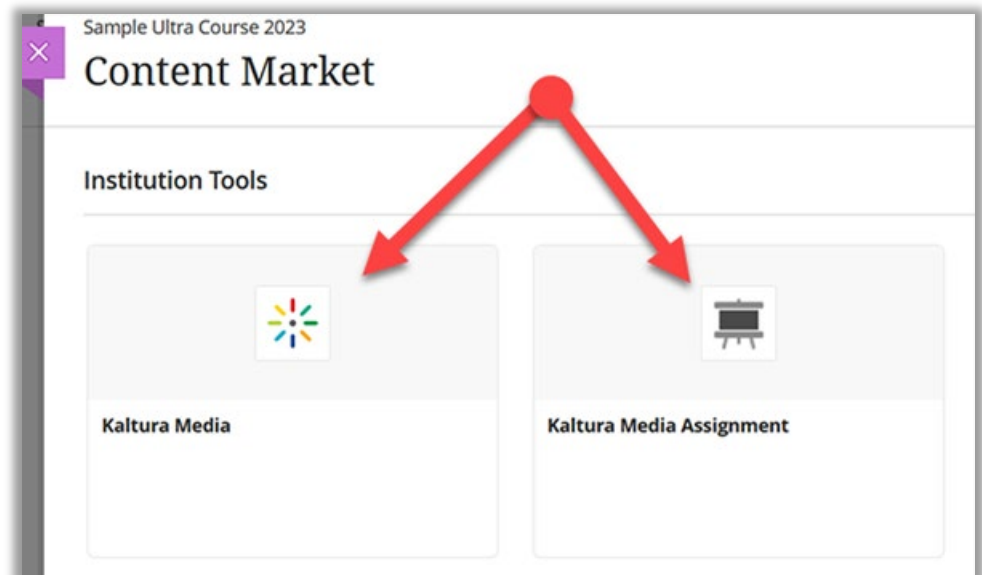 Sample Ultra Course 2023
Content Market
Institution Tools
Kaltura Media
Kaltura Media Assignment